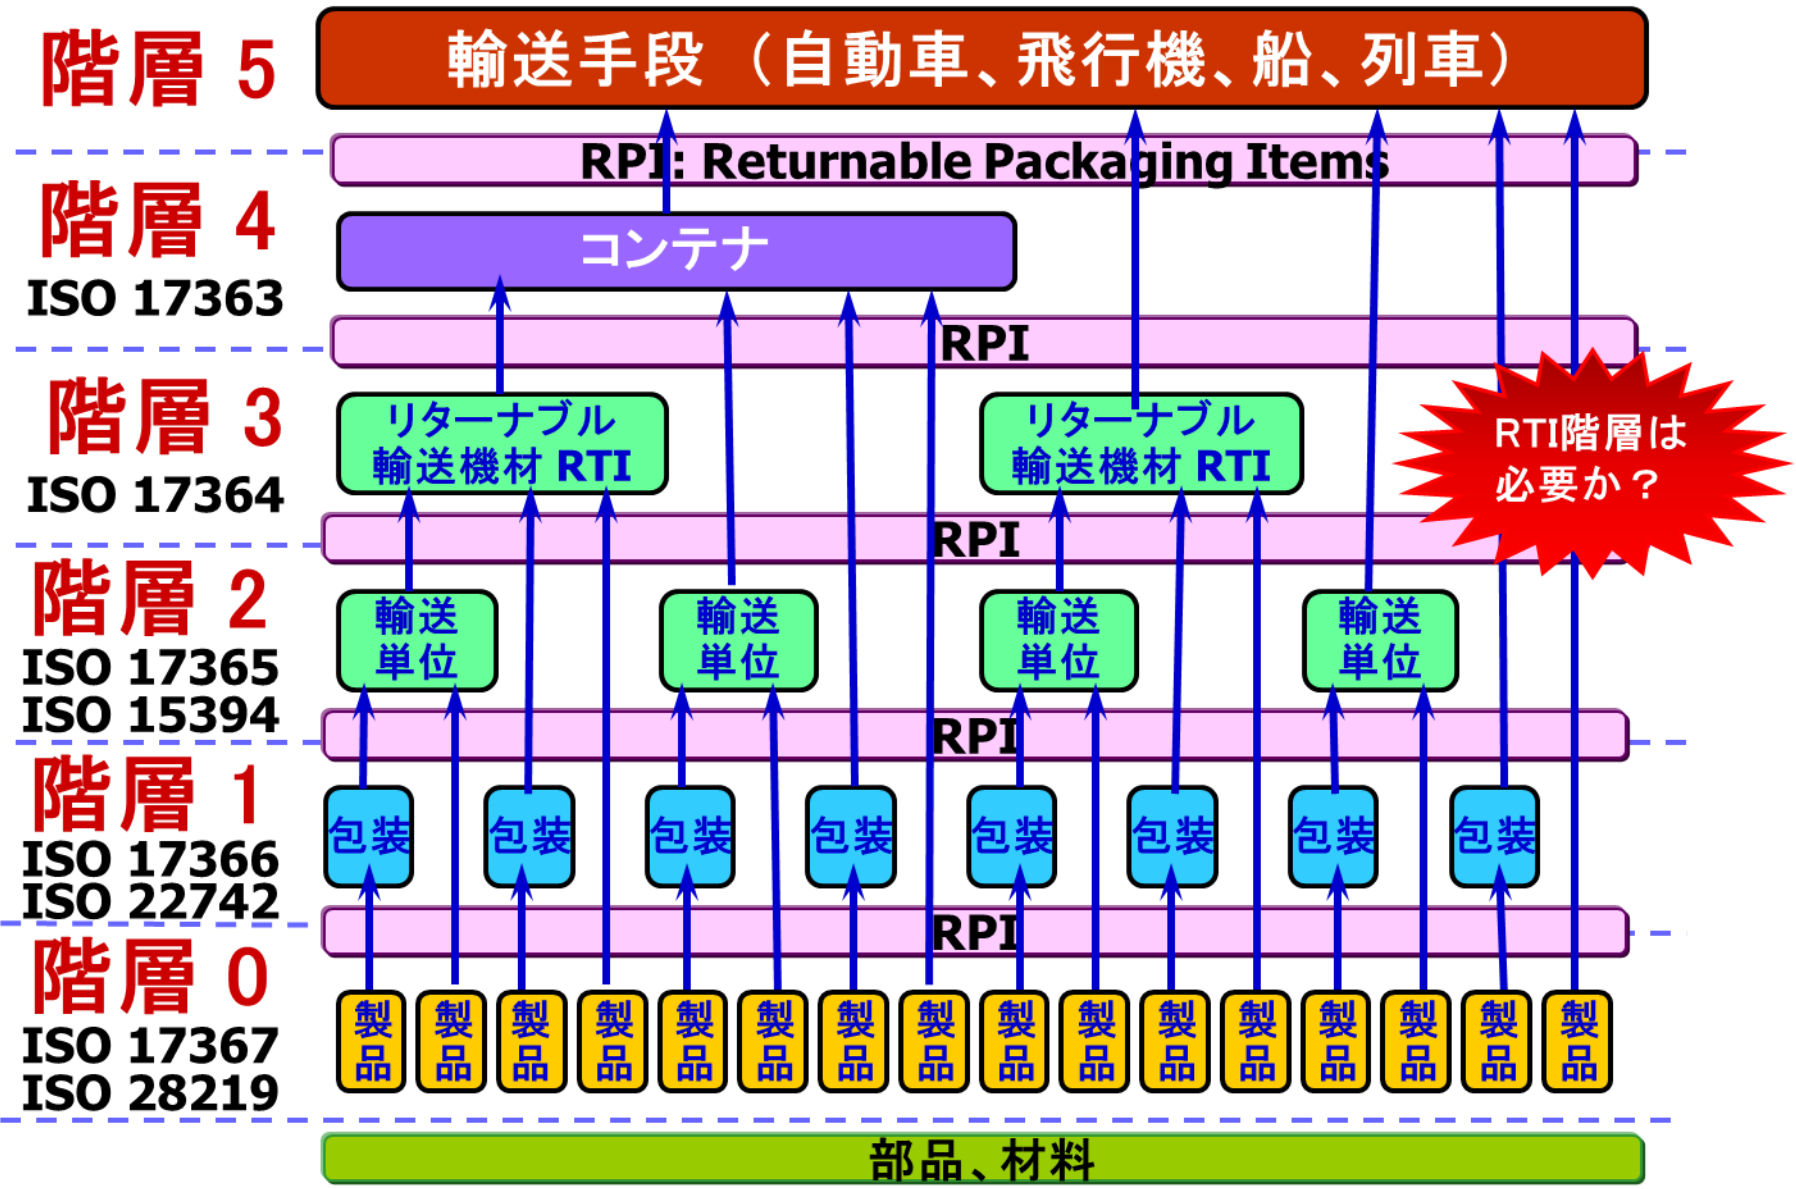 階層 5
輸送手段（自動車、飛行機、船、列車）
RPI: Returnable Packaging Items
階層 4
ISO 17363
コンテナ
RPI
階層 3
ISO 17364
リターナブル
輸送機材 RTI
リターナブル
輸送機材 RTI
RTI階層は
必要か？
RPI
階層 2
ISO 17365
ISO 15394
輸送
単位
輸送
単位
輸送
単位
輸送
単位
RPI
階層 1
ISO 17366
ISO 22742
包装
包装
包装
包装
包装
包装
包装
包装
RPI
階層 0
ISO 17367
ISO 28219
製
品
製
品
製
品
製
品
製
品
製
品
製
品
製
品
製
品
製
品
製
品
製
品
製
品
製
品
製
品
製
品
部品、材料